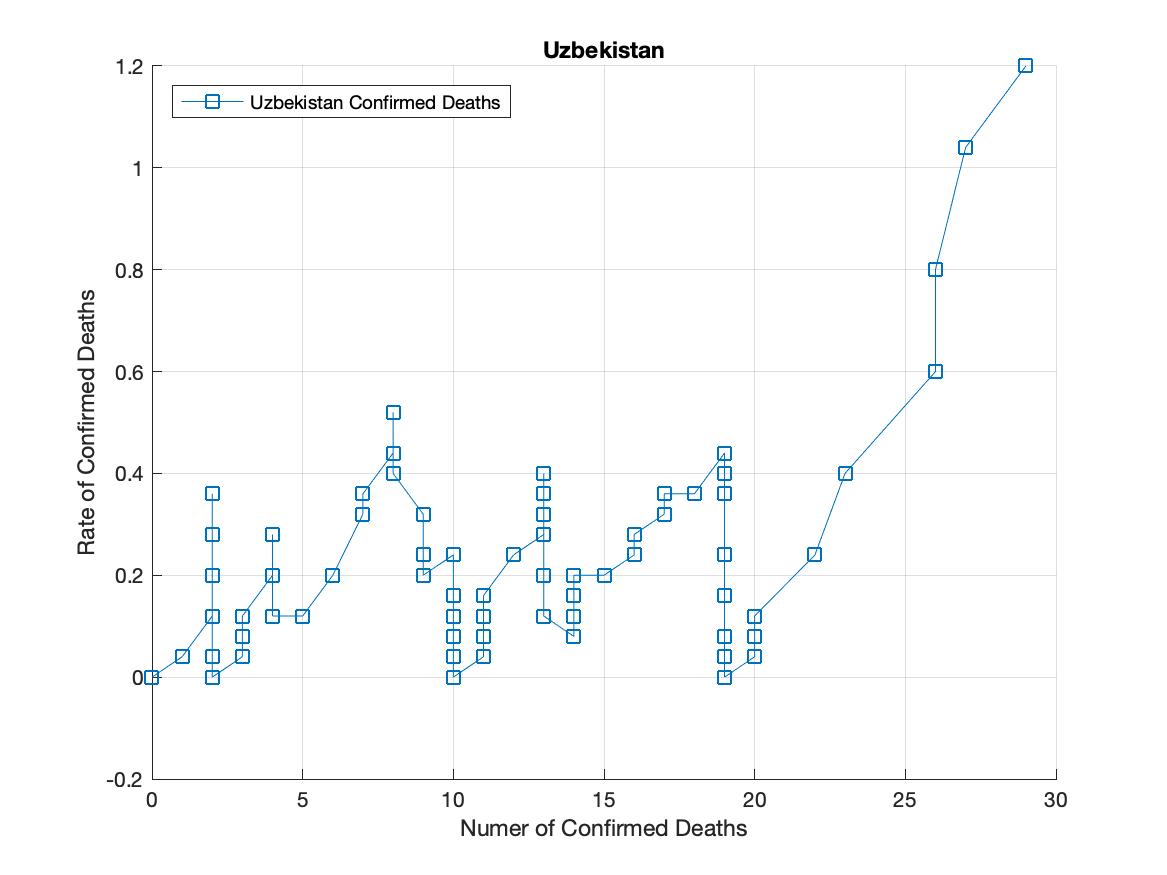 Uzbekistan
Uzbekistan Confirmed Deaths
Rate of Confirmed Deaths
1.2
1
0.8
0.6
0.4
0.2
0
-0.2
0 5 10 15 20 25 30
Numer of Confirmed Deaths